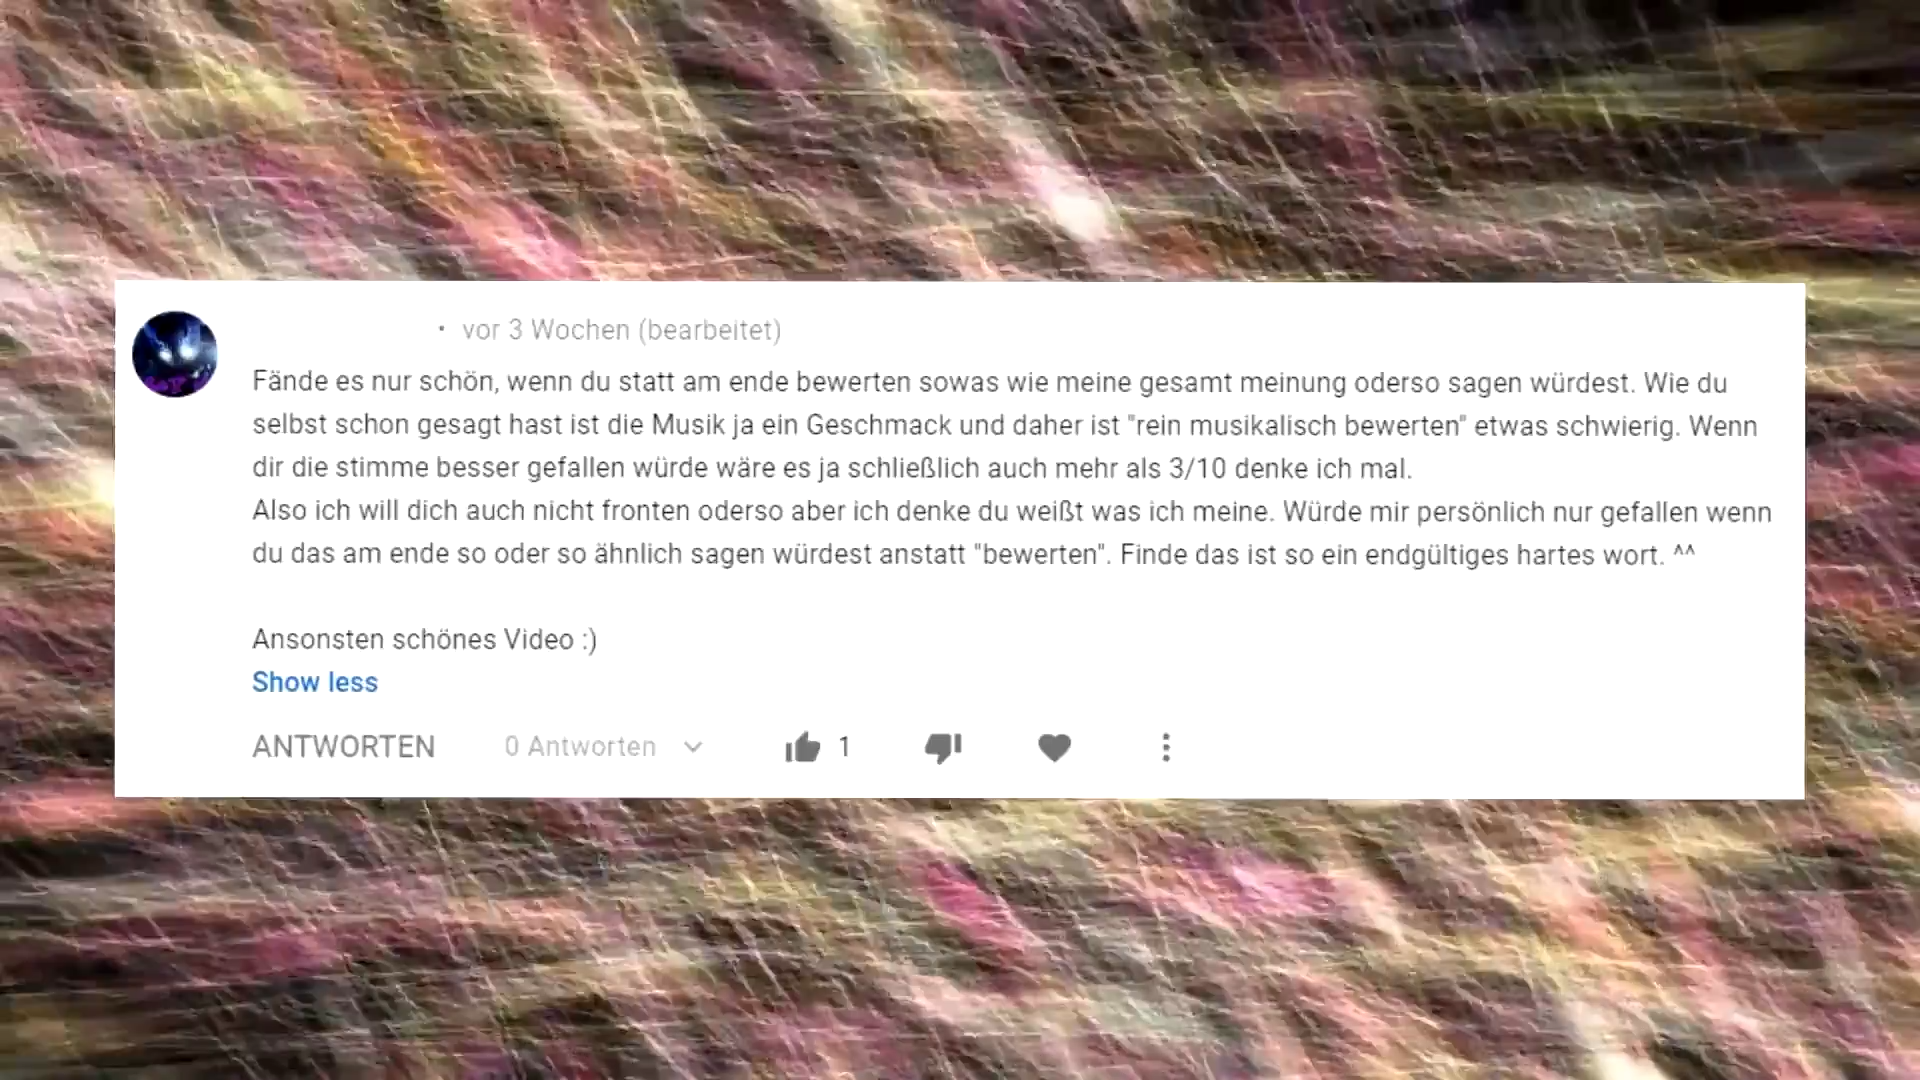 • vor 3 Wochen (bearbeitet)
Fände es nur schön, wenn du statt am ende bewerten sowas wie meine gesamt meinung oderso sagen würdest. Wie du
selbst schon gesagt hast ist die Musik ja ein Geschmack und daher ist "rein musikalisch bewerten" etwas schwierig. Wenn
dir die stimme besser gefallen würde wäre es ja schließlich auch mehr als 3/10 denke ich mal.
Also ich will dich auch nicht fronten oderso aber ich denke du weißt was ich meine. Würde mir persönlich nur gefallen wenn
du das am ende so oder so ähnlich sagen würdest anstatt "bewerten". Finde das ist so ein endgültiges hartes wort. ^^
Ansonsten schönes Video :)
Show less
ANTWORTEN 0 Antworten 1